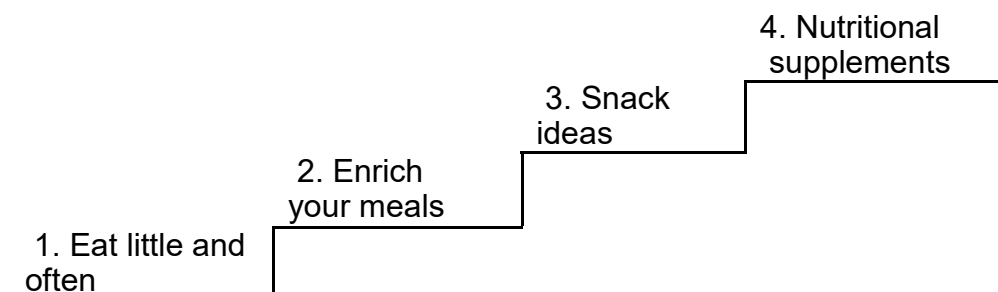 4. Nutritional
supplements
3. Snack
ideas
2. Enrich
your meals
1. Eat little and
often